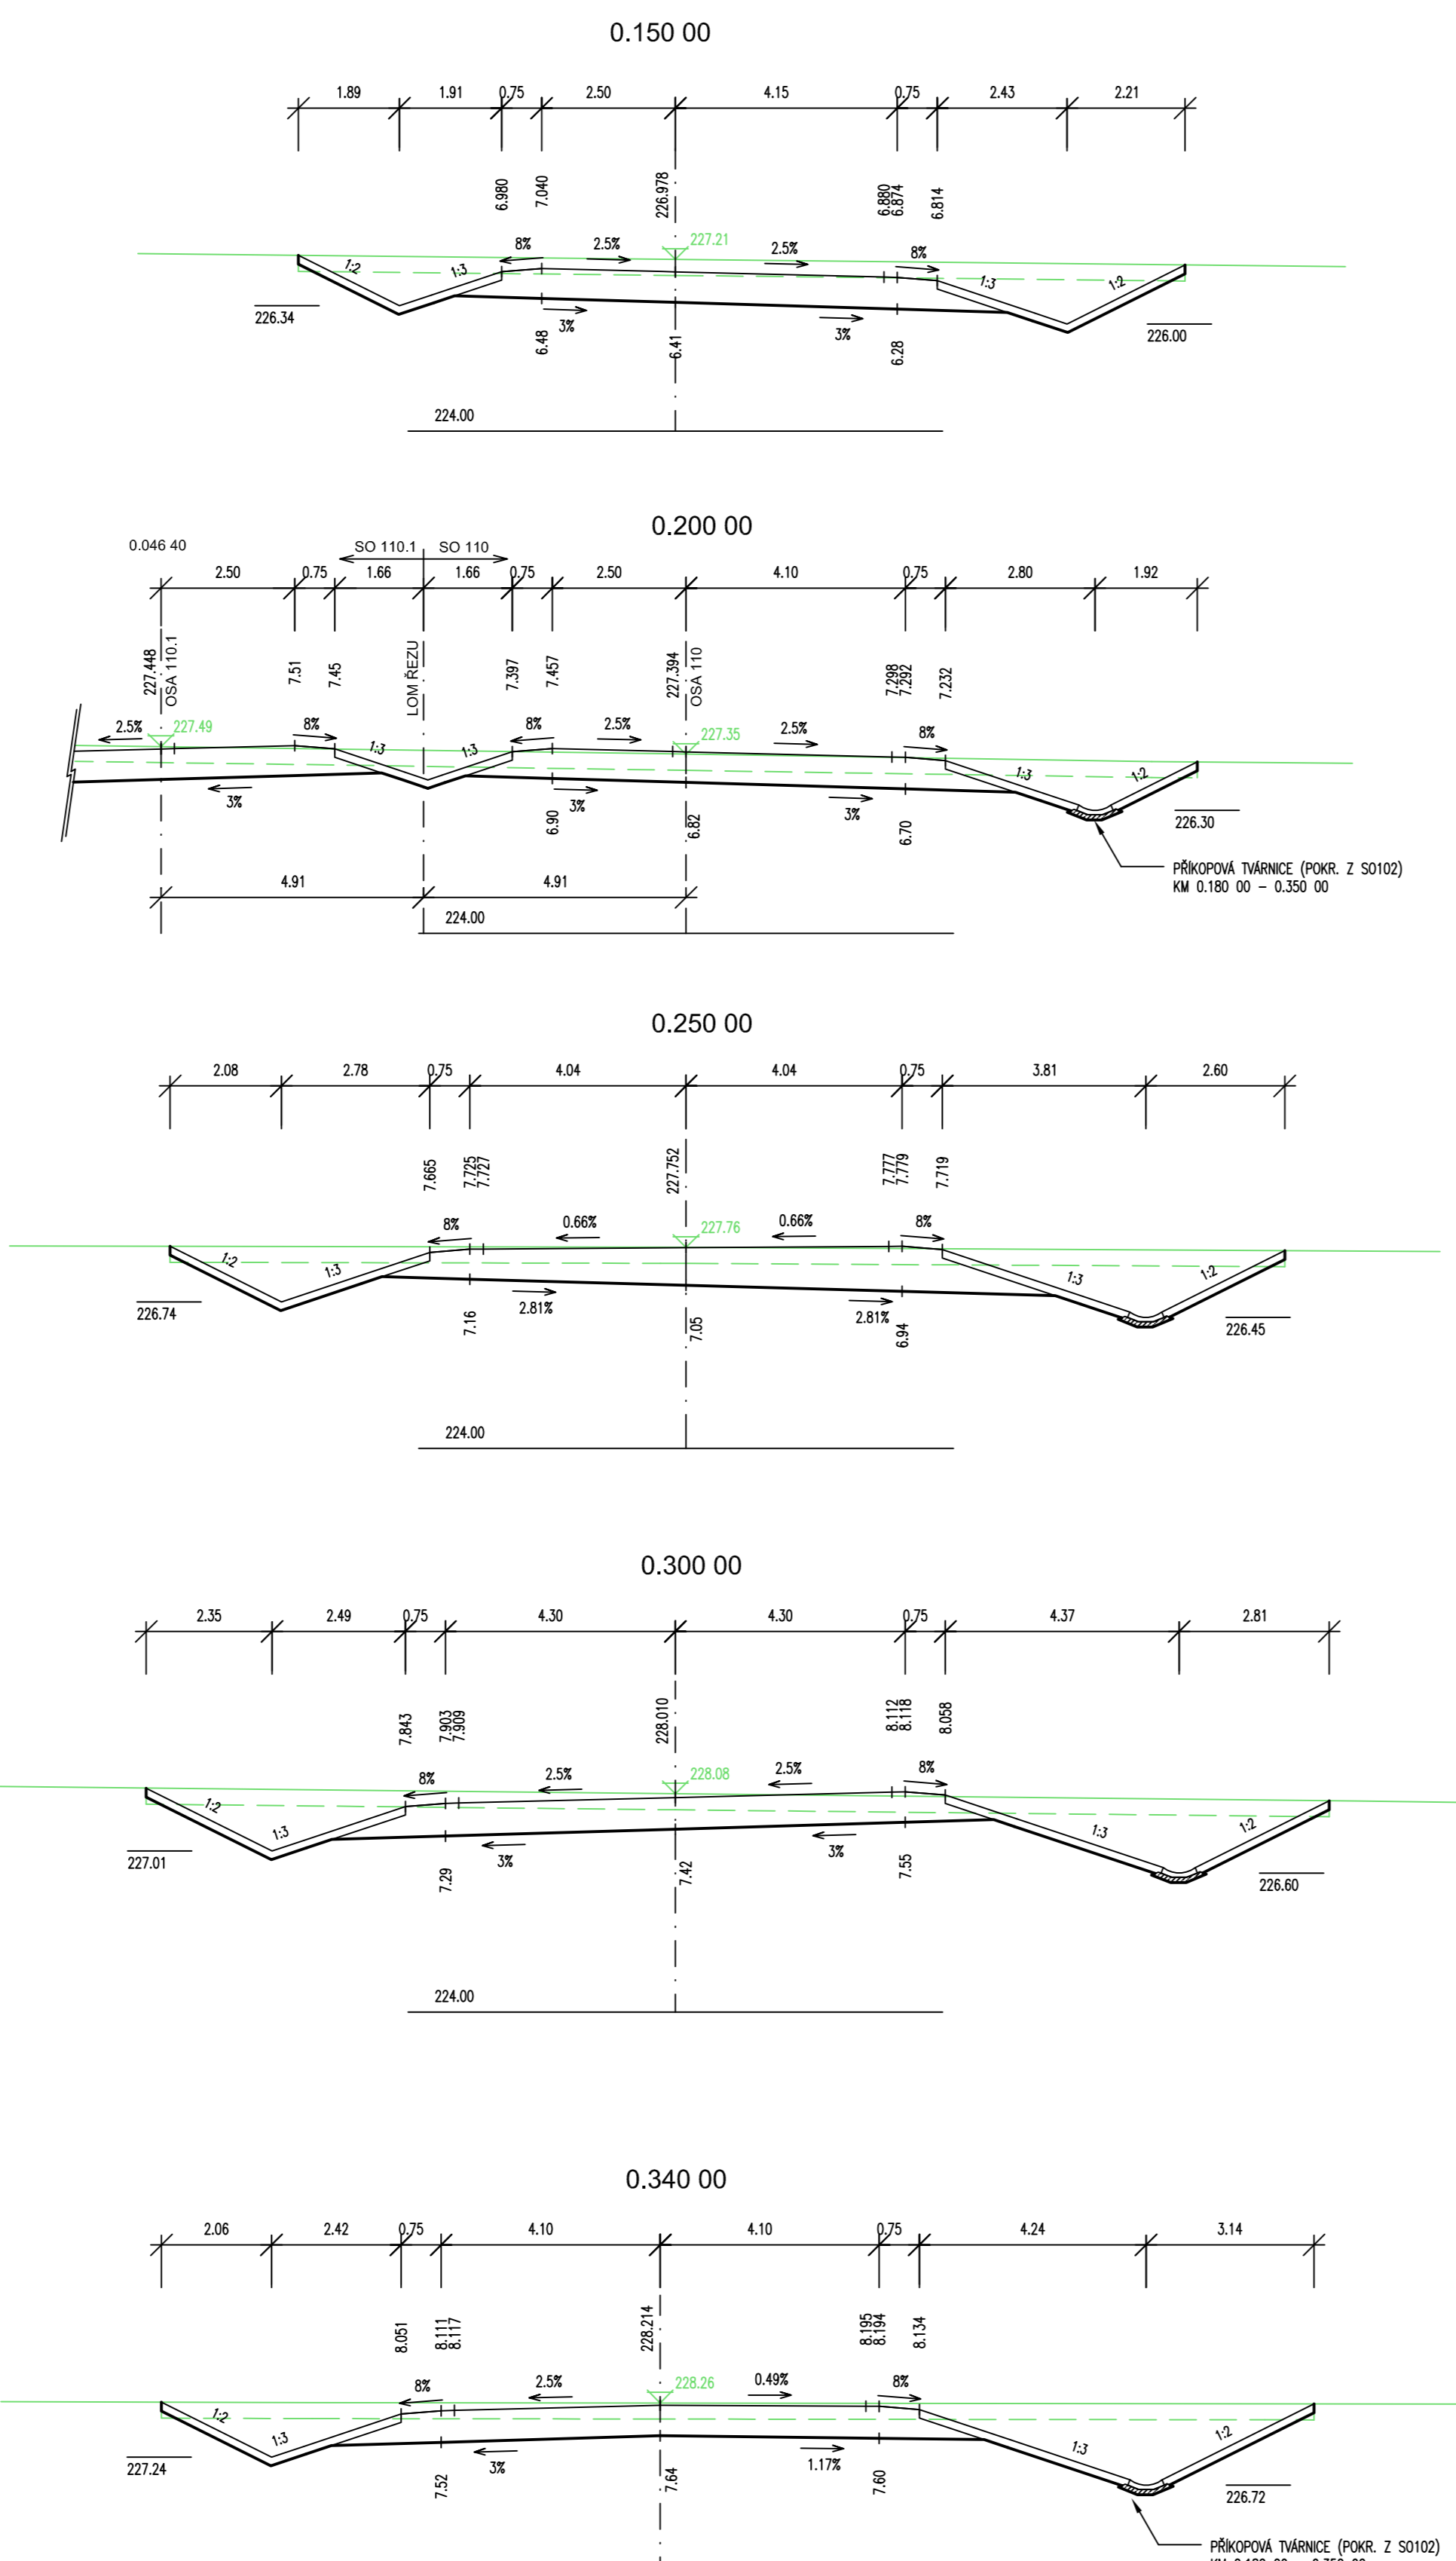 0.150 00
1.89 1.91 0.75 2.50 4.15 0.75 2.43 2.21
6.980 7.040 226.978 6.880 6.874 6.814
227.21
8% 2.5% 2.5% 8%
1:2 1:3 1:3 1:2
226.34 3% 3% 226.00
6.48 6.41 6.28
224.00
0.200 00
0.046 40 SO 110.1 SO 110
2.50 0.75 1.66 1.66 0.75 2.50 4.10 0.75 2.80 1.92
227.448 OSA 110.1 7.51 7.45 LOM ŘEZU 7.397 7.457 227.394 OSA 110 7.298 7.292 7.232
2.5% 227.49 8% 8% 2.5% 227.35 2.5% 8%
1:3 1:3 1:3 1:2
3% 3% 3% 226.30
6.90 6.82 6.70
PŘÍKOPOVÁ TVÁRNICE (POKR. Z SO102)
KM 0.180 00 – 0.350 00
4.91 4.91
224.00
0.250 00
2.08 2.78 0.75 4.04 4.04 0.75 3.81 2.60
7.665 7.725 7.727 227.752 7.777 7.779 7.719
8% 0.66% 227.76 0.66% 8%
1:2 1:3 1:3 1:2
226.74 2.81% 2.81% 226.45
7.16 7.05 6.94
224.00
0.300 00
2.35 2.49 0.75 4.30 4.30 0.75 4.37 2.81
7.843 7.903 7.909 228.010 8.112 8.118 8.058
8% 2.5% 228.08 2.5% 8%
1:2 1:3 1:3 1:2
227.01 3% 3% 226.60
7.29 7.42 7.55
224.00
0.340 00
2.06 2.42 0.75 4.10 4.10 0.75 4.24 3.14
8.051 8.111 8.117 228.214 8.195 8.194 8.134
8% 2.5% 228.26 0.49% 8%
1:2 1:3 1:3 1:2
227.24 3% 1.17% 226.72
7.52 7.64 7.60
PŘÍKOPOVÁ TVÁRNICE (POKR. Z SO102)